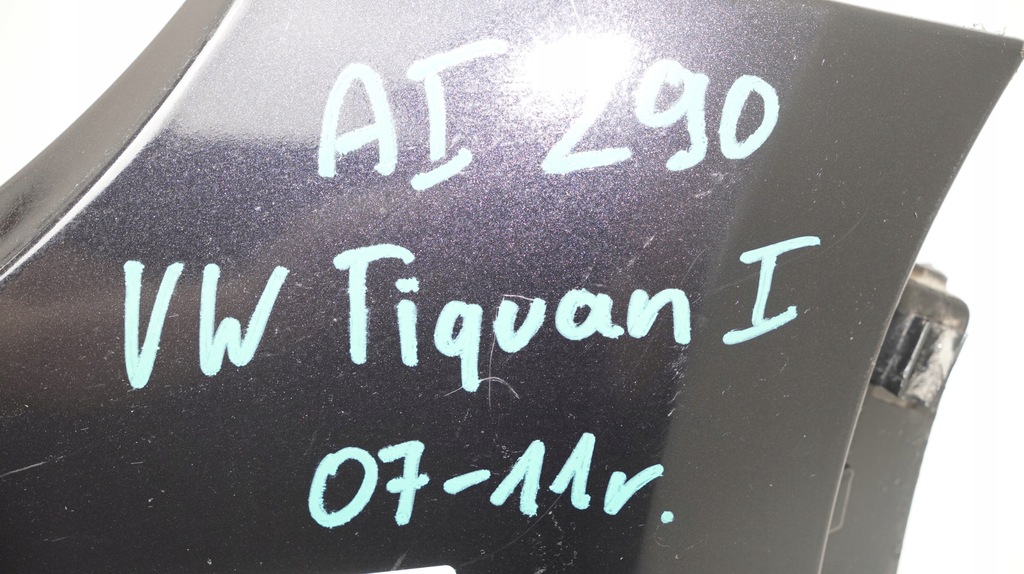 AI 290
VW Tiquan I
07-11r.